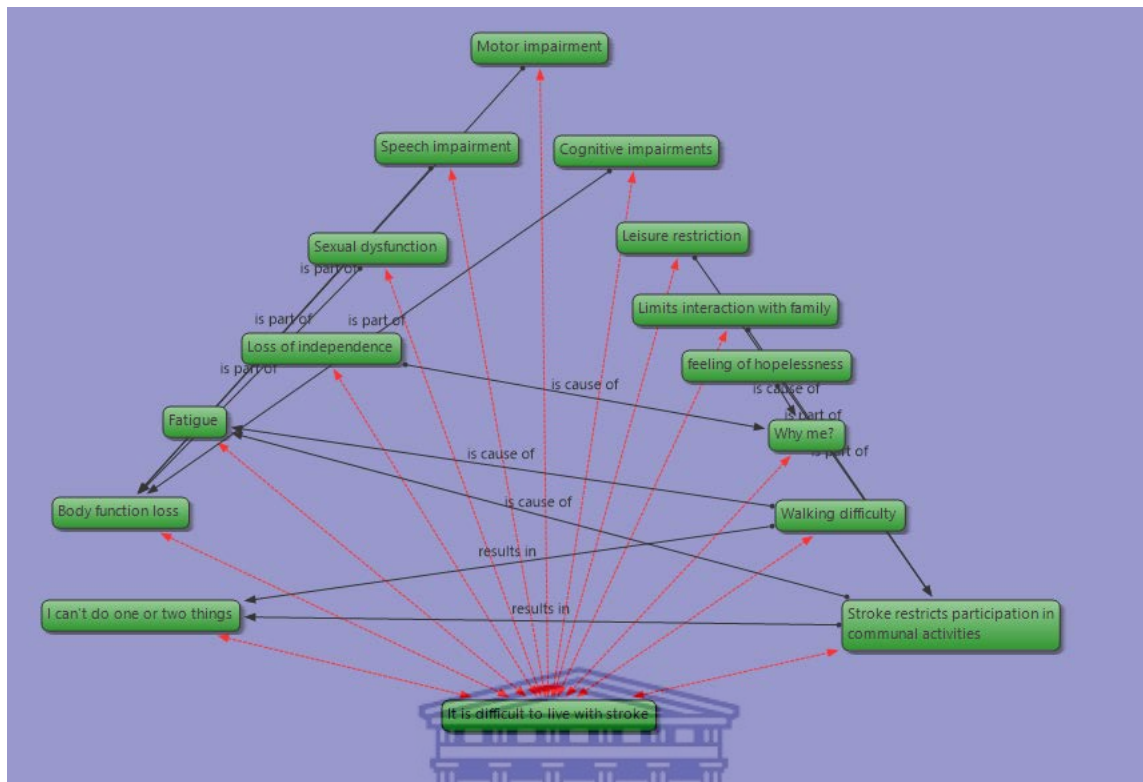 Motor impairment
Speech impairment
Cognitive impairments
Leisure restriction
Sexual dysfunction
is part of
is part of
Limits interaction with family
is part of
is part of
Loss of independence
feeling of hopelessness
is part of
is cause of
is cause of
Fatigue
is part of
Why me?
is cause of
is part of
is cause of
Body function loss
Walking difficulty
results in
I can't do one or two things
results in
Stroke restricts participation in
communal activities
It is difficult to live with stroke